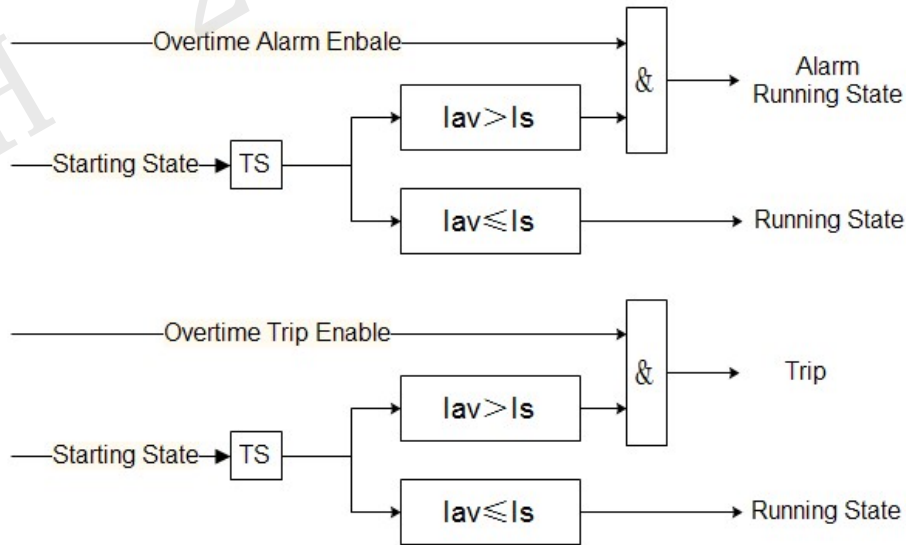 Overtime Alarm Enbale
&
Alarm
Running State
Iav>Is
Starting State
TS
Iav≤Is
Running State
Overtime Trip Enable
&
Trip
Iav>Is
Starting State
TS
Iav≤Is
Running State